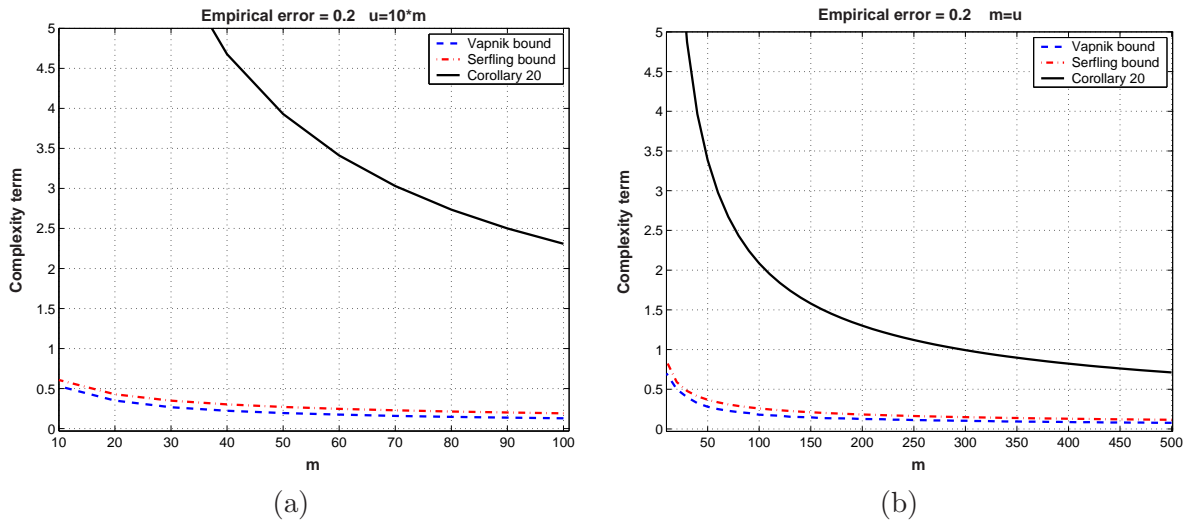 Empirical error = 0.2 u=10*m
5
4.5
4
3.5
3
2.5
2
1.5
1
0.5
0
Complexity term
10 20 30 40 50 60 70 80 90 100
m
Vapnik bound
Serfling bound
Corollary 20
(a)
Empirical error = 0.2 m=u
5
4.5
4
3.5
3
2.5
2
1.5
1
0.5
0
Complexity term
50 100 150 200 250 300 350 400 450 500
m
Vapnik bound
Serfling bound
Corollary 20
(b)